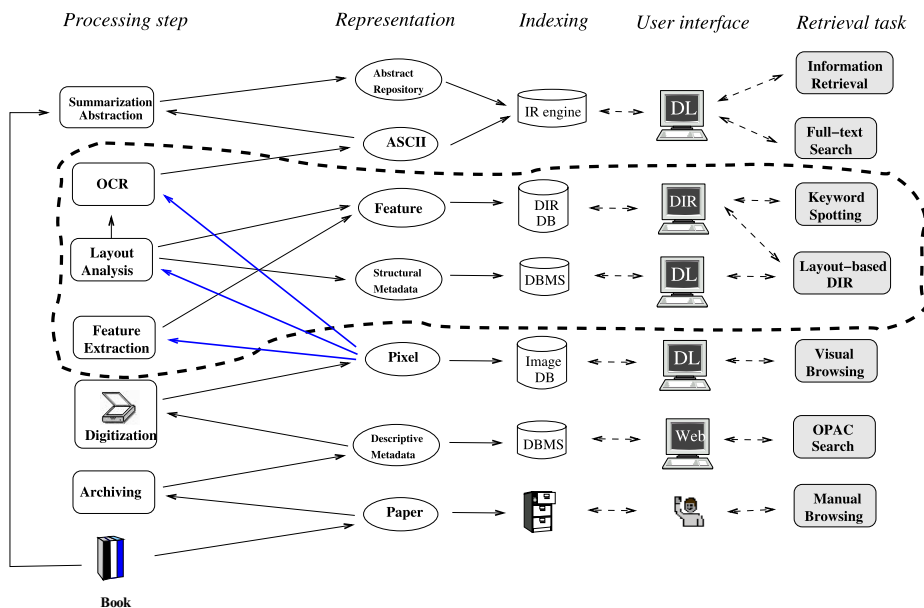 Processing step
Representation
Indexing
User interface
Retrieval task
Summarization
Abstraction
Abstract
Repository
IR engine
DL
Information
Retrieval
ASCII
Full-text
Search
OCR
Feature
DIR
DB
DIR
Keyword
Spotting
Layout
Analysis
Structural
Metadata
DBMS
DL
Layout-based
DIR
Feature
Extraction
Pixel
Image
DB
DL
Visual
Browsing
Digitization
Descriptive
Metadata
DBMS
Web
OPAC
Search
Archiving
Paper
Manual
Browsing
Book